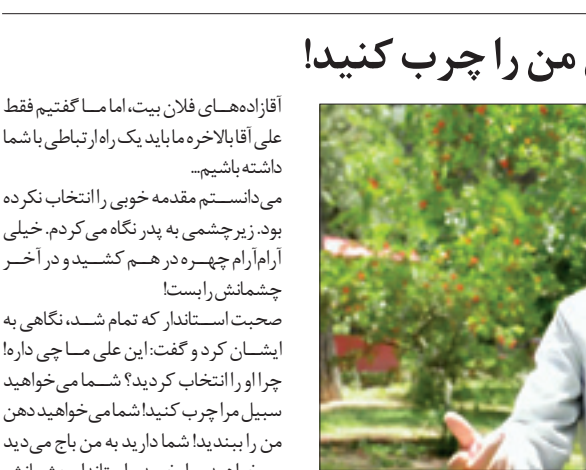 من را چرب کنید!
آقازاده‌های فلان بیت، اما ما گفتیم فقط
علی آقا بالاخره ما باید یک راه ارتباطی با شما
داشته باشیم...
می‌دانستم مقدمه خوبی را انتخاب نکرده
بود. زیرچشمی به پدر نگاه می‌کردم. خیلی
آرام‌آرام چهره در هم کشید و در آخر
چشمانش را بست!
صحبت استاندار که تمام شد، نگاهی به
ایشان کرد و گفت: این علی ما چی داره!
چرا او را انتخاب کردید؟ شما می‌خواهید
سبیل مرا چرب کنید! شما می‌خواهید دهن
من را ببندید! شما دارید به من باج می‌دید